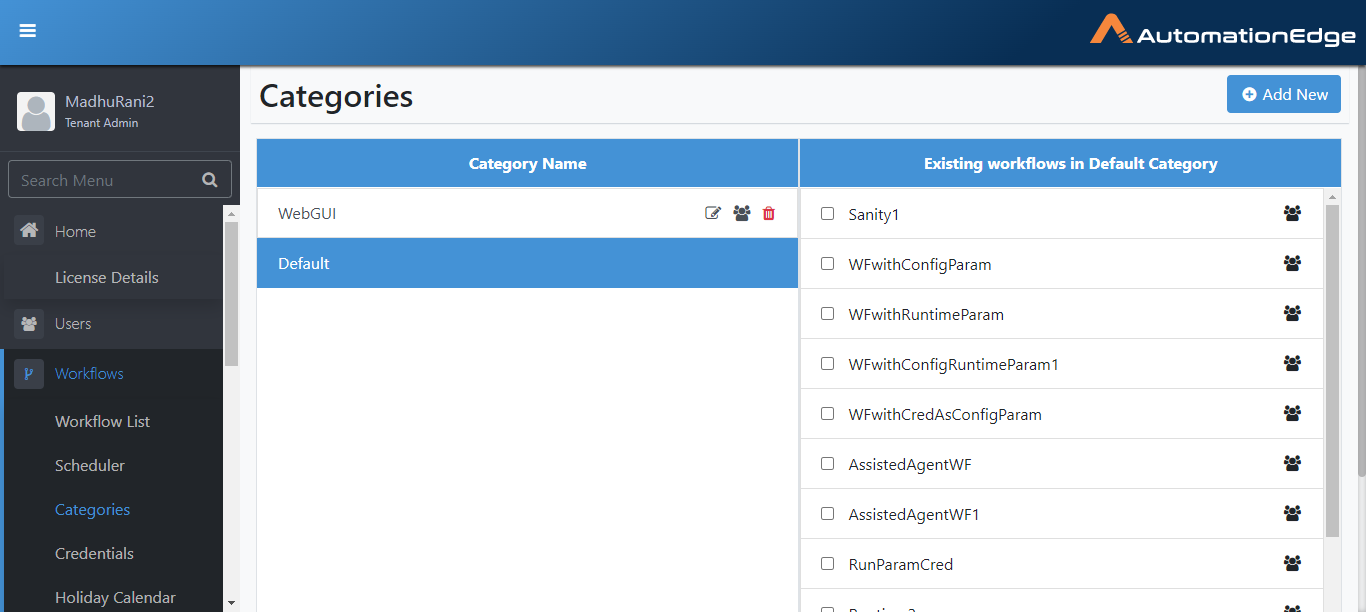 AutomationEdge
MadhuRani2
Tenant Admin
Search Menu
Home
License Details
Users
Workflows
Workflow List
Scheduler
Categories
Credentials
Holiday Calendar
Categories
Add New
Category Name
WebGUI
Default
Existing workflows in Default Category
Sanity1
WFwithConfigParam
WFwithRuntimeParam
WFwithConfigRuntimeParam1
WFwithCredAsConfigParam
AssistedAgentWF
AssistedAgentWF1
RunParamCred